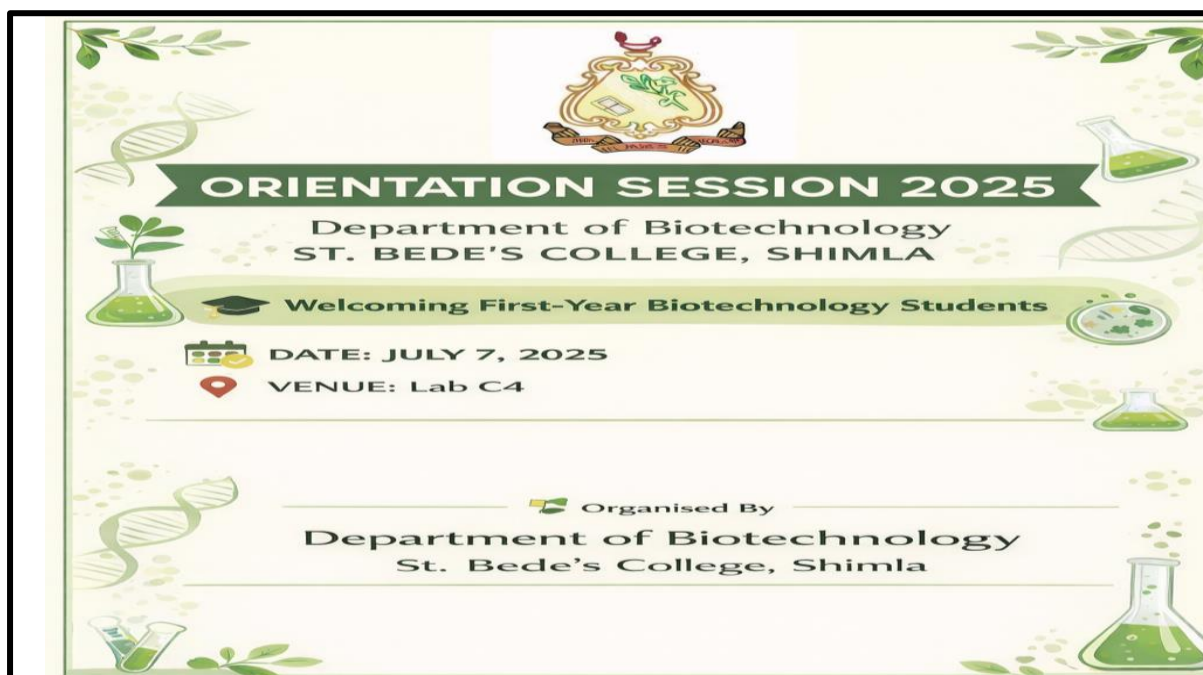 ORIENTATION SESSION 2025
Department of Biotechnology
ST. BEDE'S COLLEGE, SHIMLA
Welcoming First-Year Biotechnology Students
DATE: JULY 7, 2025
VENUE: Lab C4
Organised By
Department of Biotechnology
St. Bede's College, Shimla